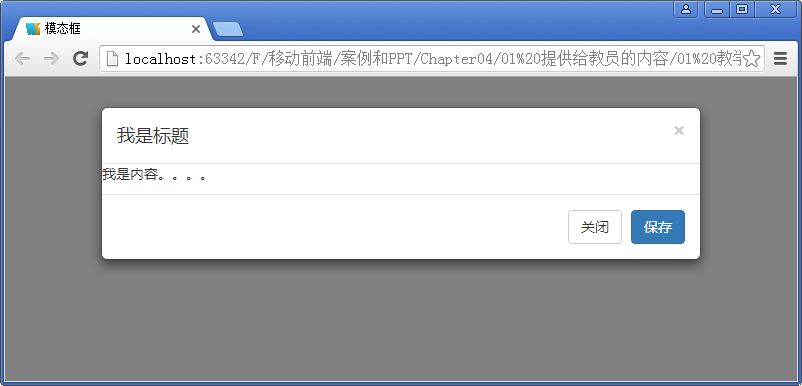 模态框
localhost:63342/F/移动前端/案例和PPT/Chapter04/01%20提供给教员的内容/01%20教学
我是标题
×
我是内容。。。。
关闭
保存